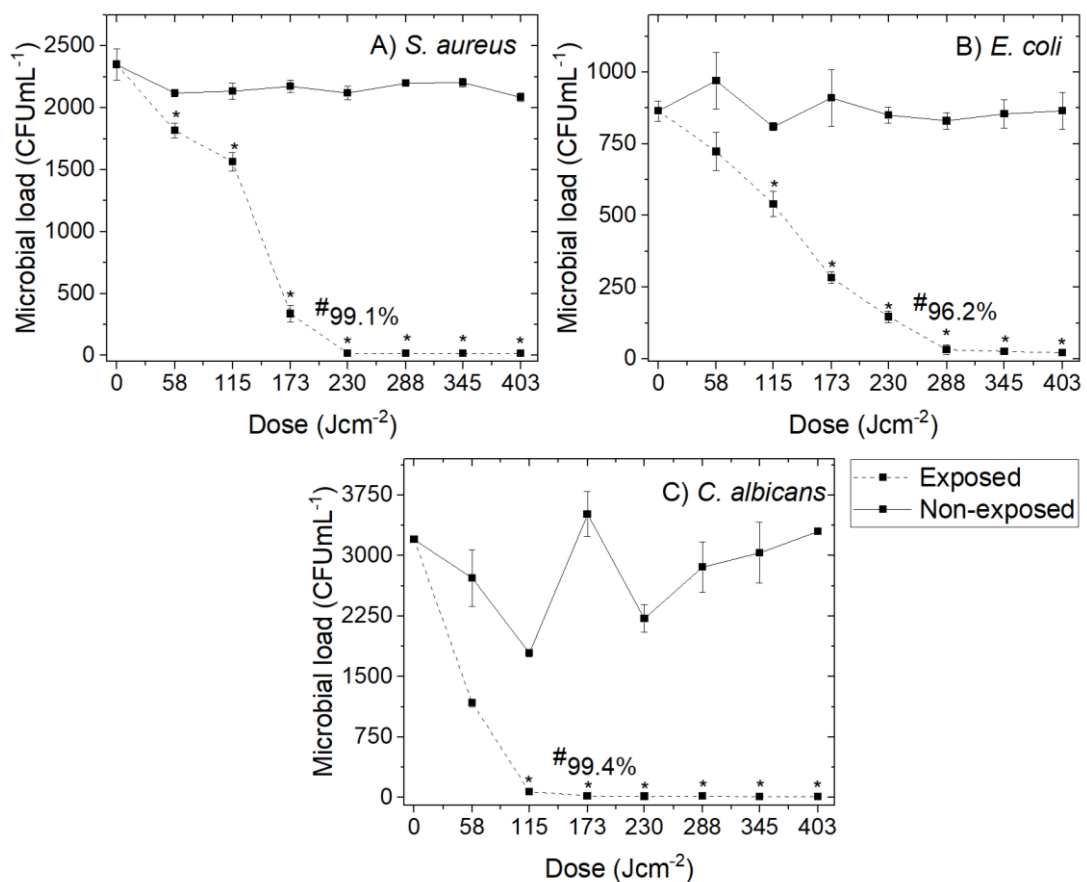 A) S. aureus
2500
2000
1500
1000
500
0
Microbial load (CFUmL⁻¹)
*
*
*
*
*
*
*
#99.1%
0 58 115 173 230 288 345 403
Dose (Jcm⁻²)
B) E. coli
1000
750
500
250
0
Microbial load (CFUmL⁻¹)
*
*
*
*
*
*
#96.2%
0 58 115 173 230 288 345 403
Dose (Jcm⁻²)
C) C. albicans
3750
3000
2250
1500
750
0
Microbial load (CFUmL⁻¹)
*
*
*
*
*
*
#99.4%
0 58 115 173 230 288 345 403
Dose (Jcm⁻²)
Exposed
Non-exposed